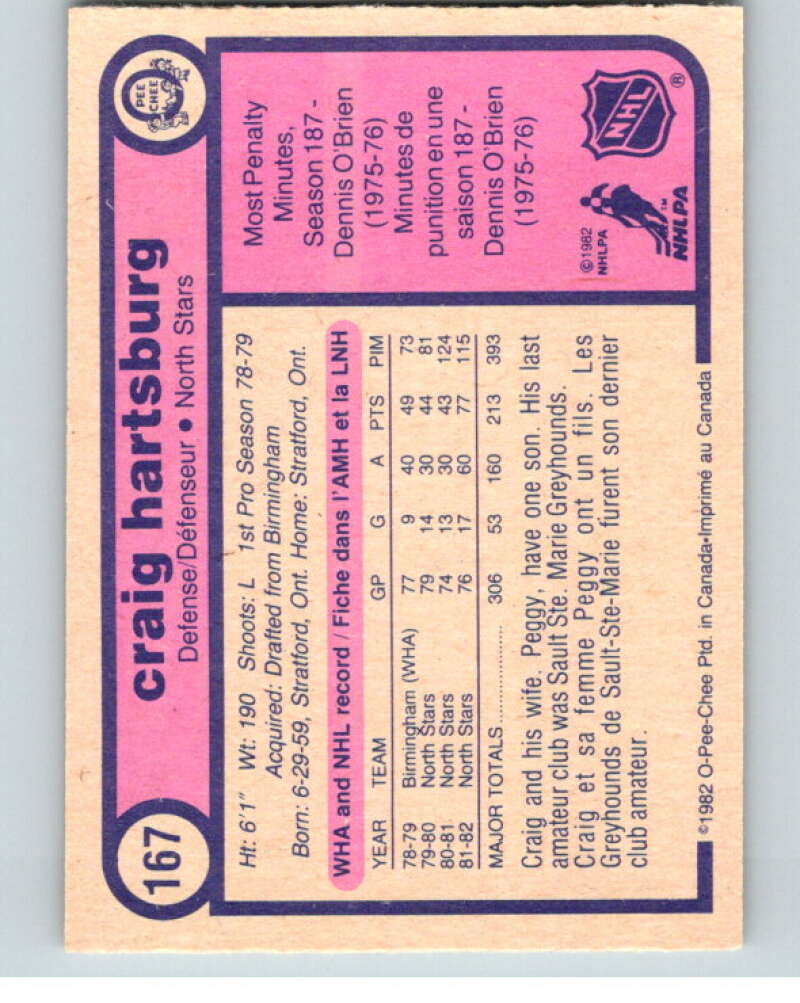 167
craig hartsburg
Defense/Défenseur • North Stars
O
PEE
CHEE
Ht: 6'1" Wt: 190 Shoots: L 1st Pro Season 78-79
Acquired: Drafted from Birmingham
Born: 6-29-59, Stratford, Ont. Home: Stratford, Ont.
WHA and NHL record / Fiche dans l'AMH et la LNH
YEAR TEAM GP G A PTS PIM
78-79 Birmingham (WHA) 77 9 40 49 73
79-80 North Stars 79 14 30 44 81
80-81 North Stars 74 13 30 43 124
81-82 North Stars 76 17 60 77 115
MAJOR TOTALS .................... 306 53 160 213 393
Craig and his wife. Peggy, have one son. His last
amateur club was Sault Ste. Marie Greyhounds.
Craig et sa femme Peggy ont un fils. Les
Greyhounds de Sault-Ste-Marie furent son dernier
club amateur.
Most Penalty
Minutes,
Season 187 -
Dennis O'Brien
(1975-76)
Minutes de
punition en une
saison 187 -
Dennis O'Brien
(1975-76)
©1982
NHLPA
NHLPA™
NHL®
©1982 O-Pee-Chee Ptd. in Canada•Imprimé au Canada